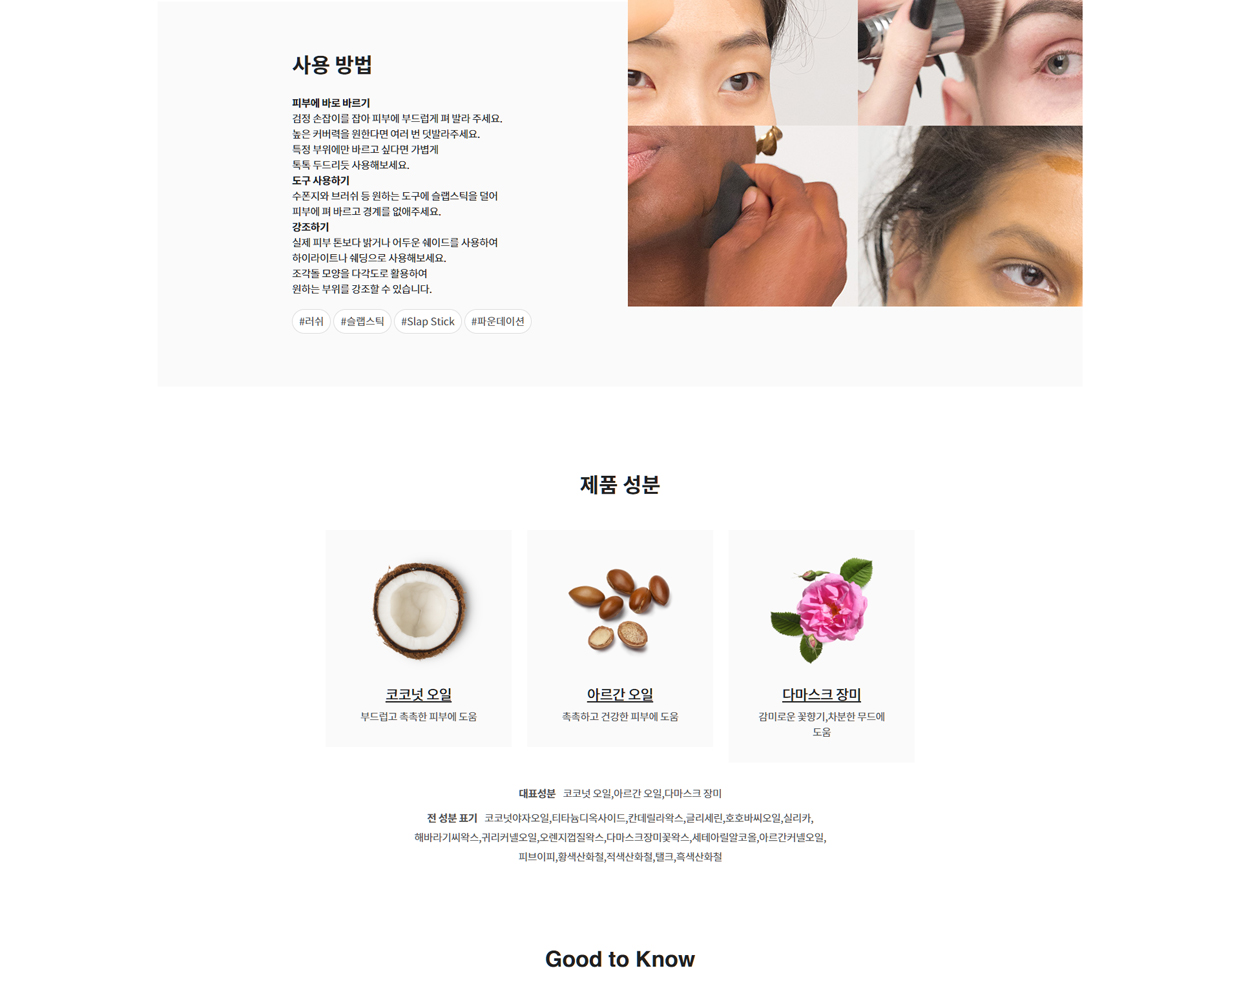 사용 방법
피부에 바로 바르기
검정 손잡이를 잡아 피부에 부드럽게 펴 발라 주세요.
높은 커버력을 원한다면 여러 번 덧발라주세요.
특정 부위에만 바르고 싶다면 가볍게
톡톡 두드리듯 사용해보세요.
도구 사용하기
수폰지와 브러쉬 등 원하는 도구에 슬랩스틱을 덜어
피부에 펴 바르고 경계를 없애주세요.
강조하기
실제 피부 톤보다 밝거나 어두운 쉐이드를 사용하여
하이라이트나 쉐딩으로 사용해보세요.
조각돌 모양을 다각도로 활용하여
원하는 부위를 강조할 수 있습니다.
#러쉬 #슬랩스틱 #Slap Stick #파운데이션
제품 성분
코코넛 오일
부드럽고 촉촉한 피부에 도움
아르간 오일
촉촉하고 건강한 피부에 도움
다마스크 장미
감미로운 꽃향기,차분한 무드에
도움
대표성분 코코넛 오일,아르간 오일,다마스크 장미
전 성분 표기 코코넛야자오일,티타늄디옥사이드,칸데릴라왁스,글리세린,호호바씨오일,실리카,
해바라기씨왁스,귀리커넬오일,오렌지껍질왁스,다마스크장미꽃왁스,세테아릴알코올,아르간커넬오일,
피브이피,황색산화철,적색산화철,탤크,흑색산화철
Good to Know